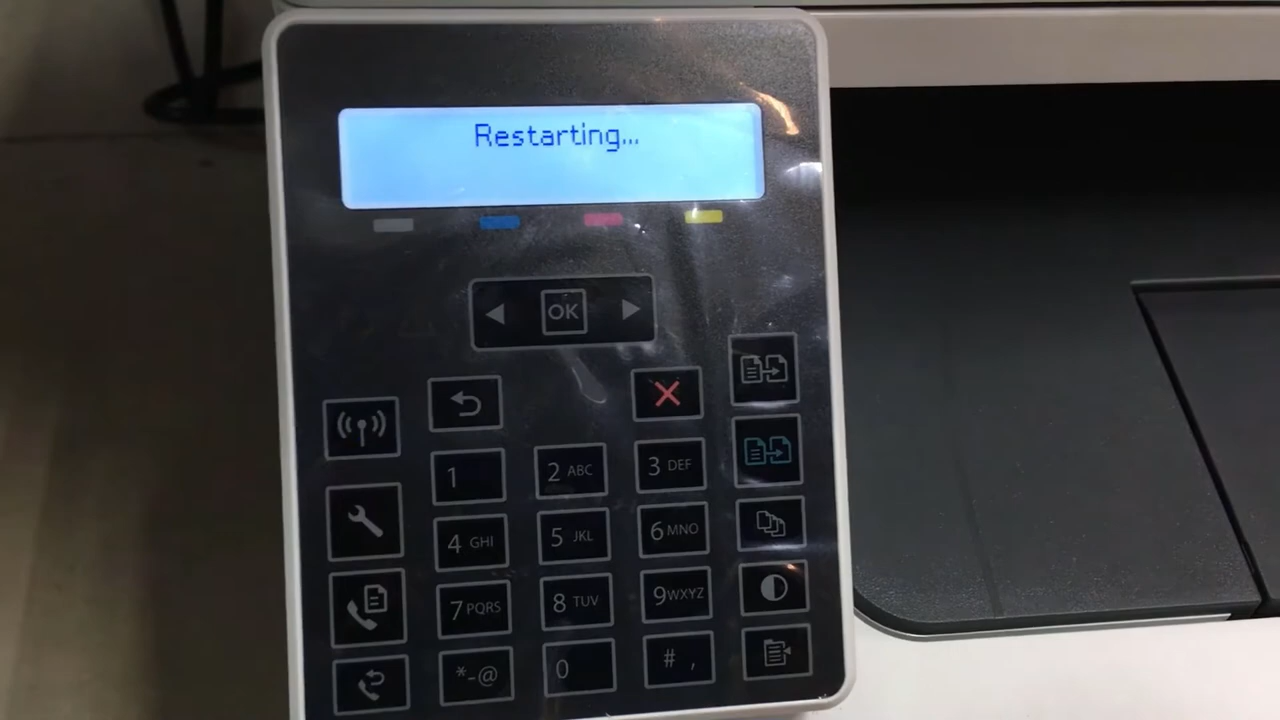 Restarting...
OK
1
2 ABC
3 DEF
4 GHI
5 JKL
6 MNO
7 PQRS
8 TUV
9 WXYZ
*-@
0
# ,